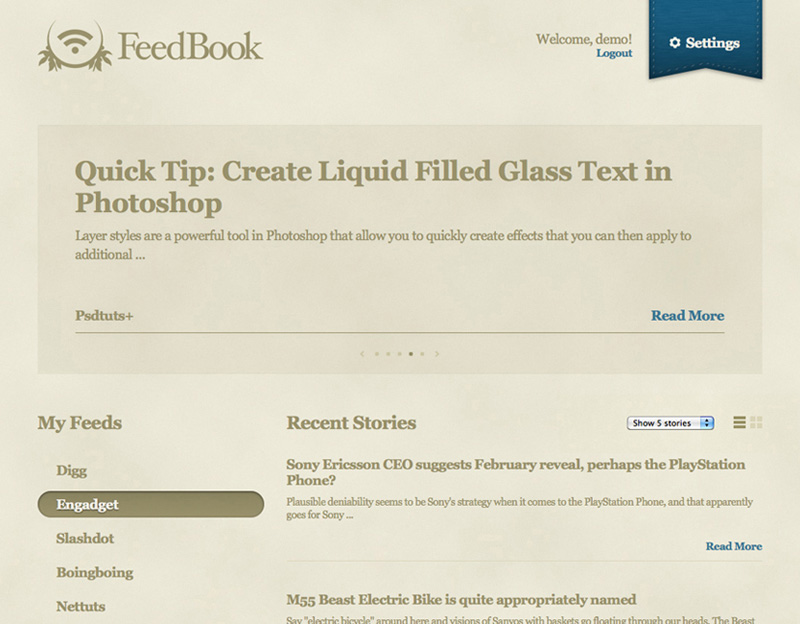 FeedBook
Welcome, demo!
Logout
Settings
Quick Tip: Create Liquid Filled Glass Text in
Photoshop
Layer styles are a powerful tool in Photoshop that allow you to quickly create effects that you can then apply to
additional ...
Psdtuts+
Read More
My Feeds
Digg
Engadget
Slashdot
Boingboing
Nettuts
Recent Stories
Show 5 stories
Sony Ericsson CEO suggests February reveal, perhaps the PlayStation
Phone?
Plausible deniability seems to be Sony's strategy when it comes to the PlayStation Phone, and that apparently
goes for Sony ...
Read More
M55 Beast Electric Bike is quite appropriately named
Say "electric bicycle" around here and visions of Sanyos with baskets go floating through our heads. The Beast